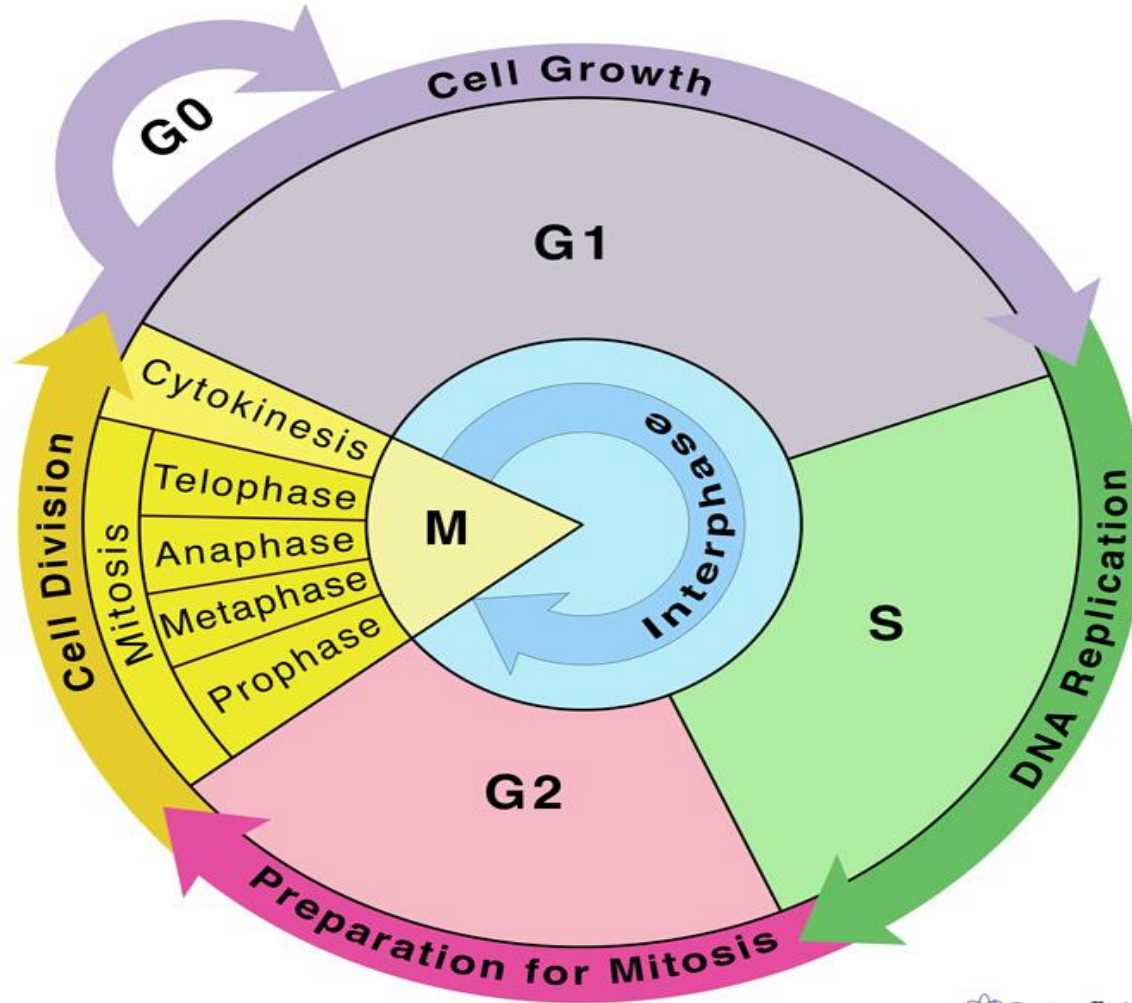 G0
Cell Growth
G1
Cytokinesis
Telophase
Anaphase
Metaphase
Prophase
Mitosis
Cell Division
M
Interphase
S
DNA Replication
G2
Preparation for Mitosis